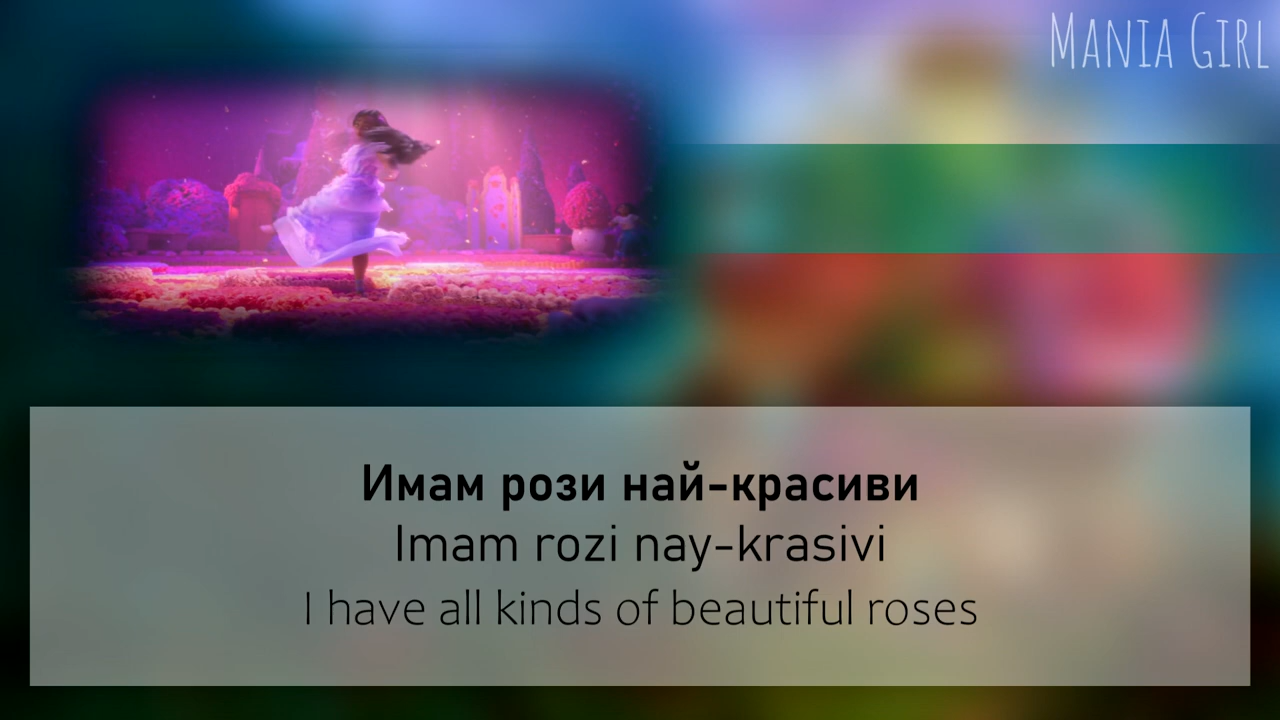 Mania Girl
Имам рози най-красиви
Imam rozi nay-krasivi
I have all kinds of beautiful roses